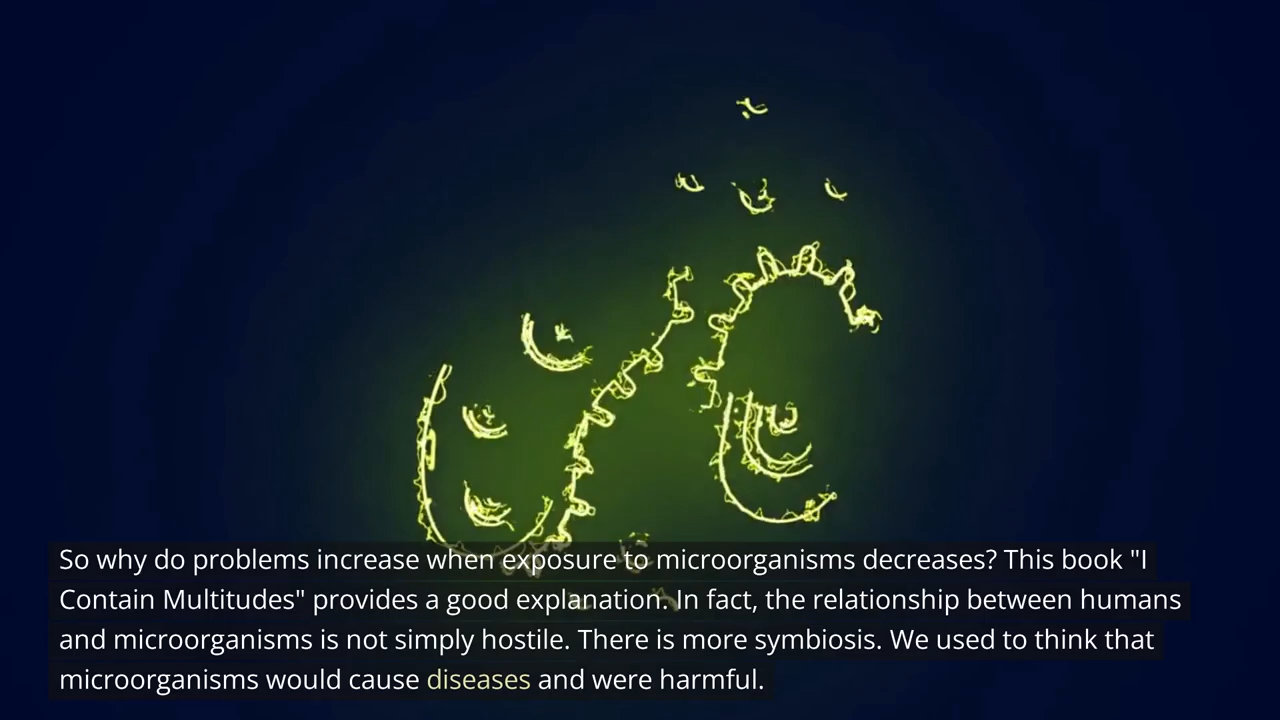 So why do problems increase when exposure to microorganisms decreases? This book "I
Contain Multitudes" provides a good explanation. In fact, the relationship between humans
and microorganisms is not simply hostile. There is more symbiosis. We used to think that
microorganisms would cause diseases and were harmful.